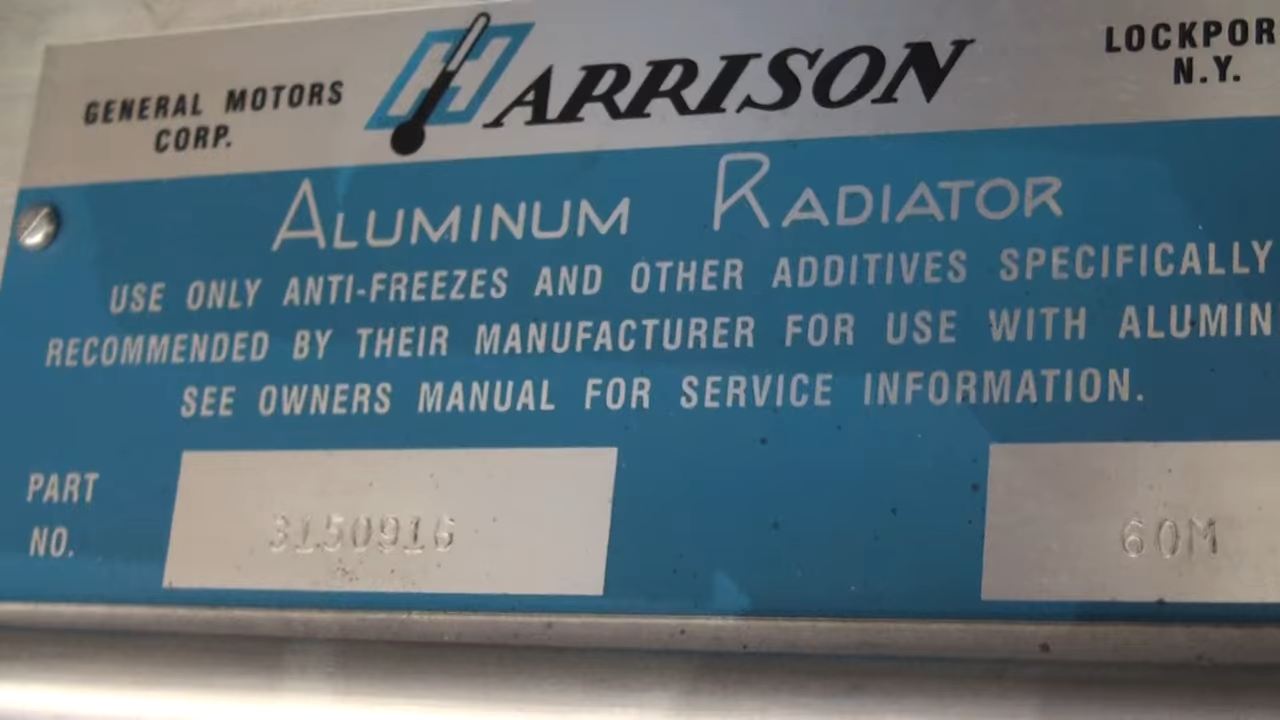 GENERAL MOTORS
CORP.
HARRISON
LOCKPOR
N.Y.
ALUMINUM RADIATOR
USE ONLY ANTI-FREEZES AND OTHER ADDITIVES SPECIFICALLY
RECOMMENDED BY THEIR MANUFACTURER FOR USE WITH ALUMIN
SEE OWNERS MANUAL FOR SERVICE INFORMATION.
PART
NO.
3150916
60M